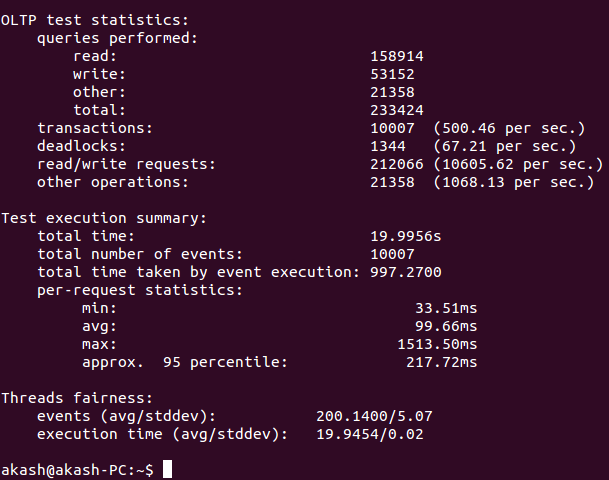 OLTP test statistics:
queries performed:
read: 158914
write: 53152
other: 21358
total: 233424
transactions: 10007 (500.46 per sec.)
deadlocks: 1344 (67.21 per sec.)
read/write requests: 212066 (10605.62 per sec.)
other operations: 21358 (1068.13 per sec.)
Test execution summary:
total time: 19.9956s
total number of events: 10007
total time taken by event execution: 997.2700
per-request statistics:
min: 33.51ms
avg: 99.66ms
max: 1513.50ms
approx. 95 percentile: 217.72ms
Threads fairness:
events (avg/stddev): 200.1400/5.07
execution time (avg/stddev): 19.9454/0.02
akash@akash-PC:~$